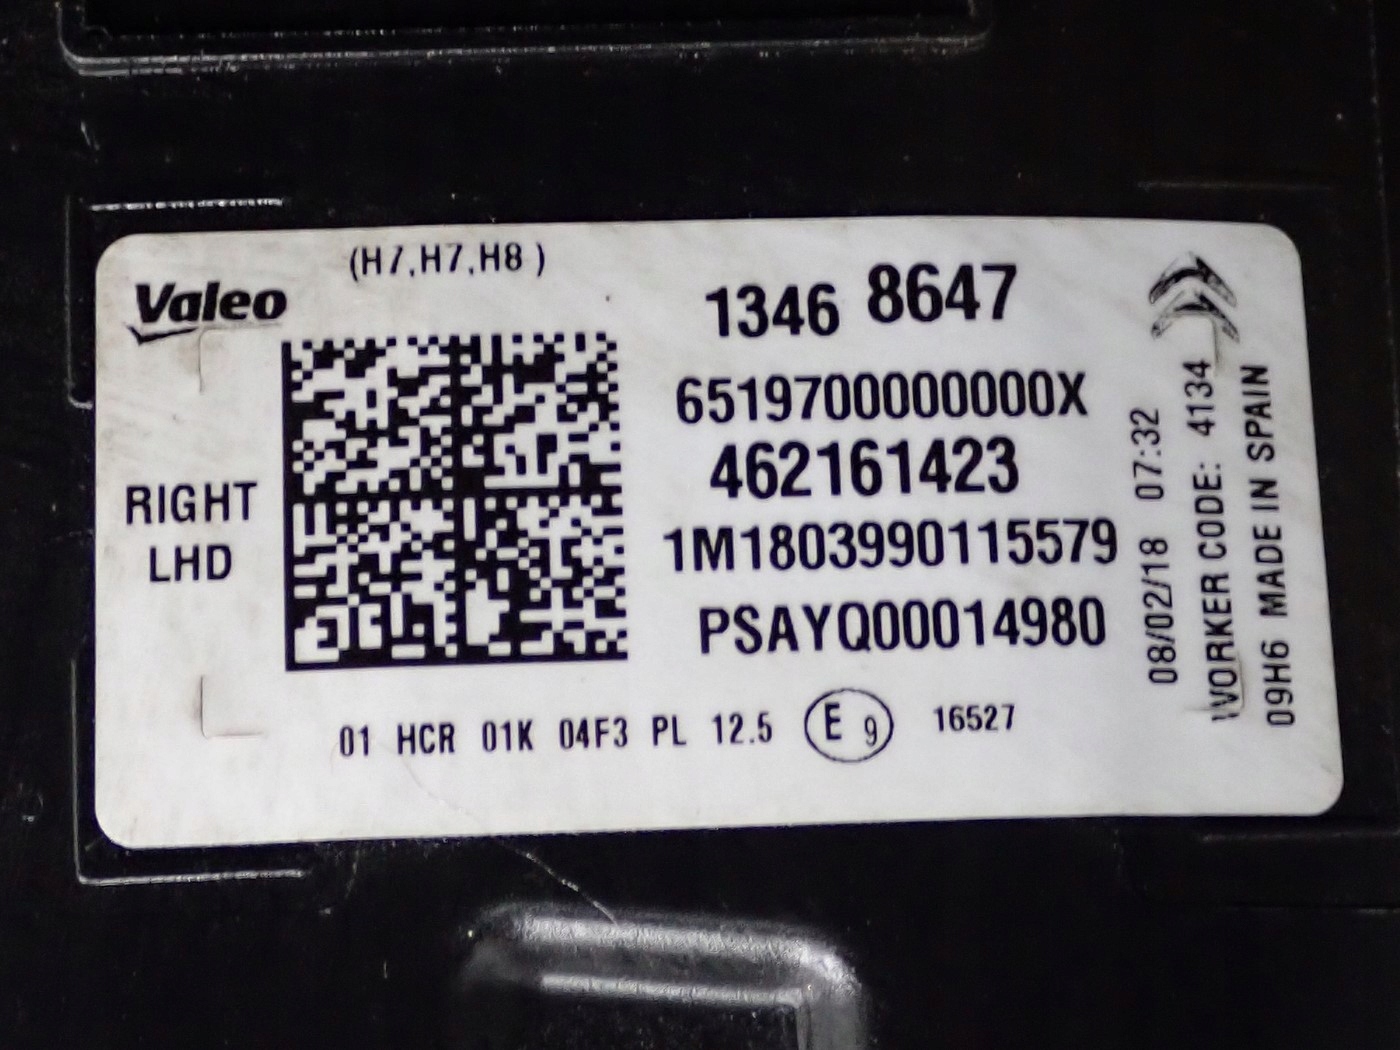 (H7,H7,H8 )
Valeo
1346 8647
6519700000000X
462161423
1M1803990115579
PSAYQ00014980
RIGHT
LHD
01 HCR 01K 04F3 PL 12.5 E 9 16527
08/02/18 07:32
WORKER CODE: 4134
09H6 MADE IN SPAIN